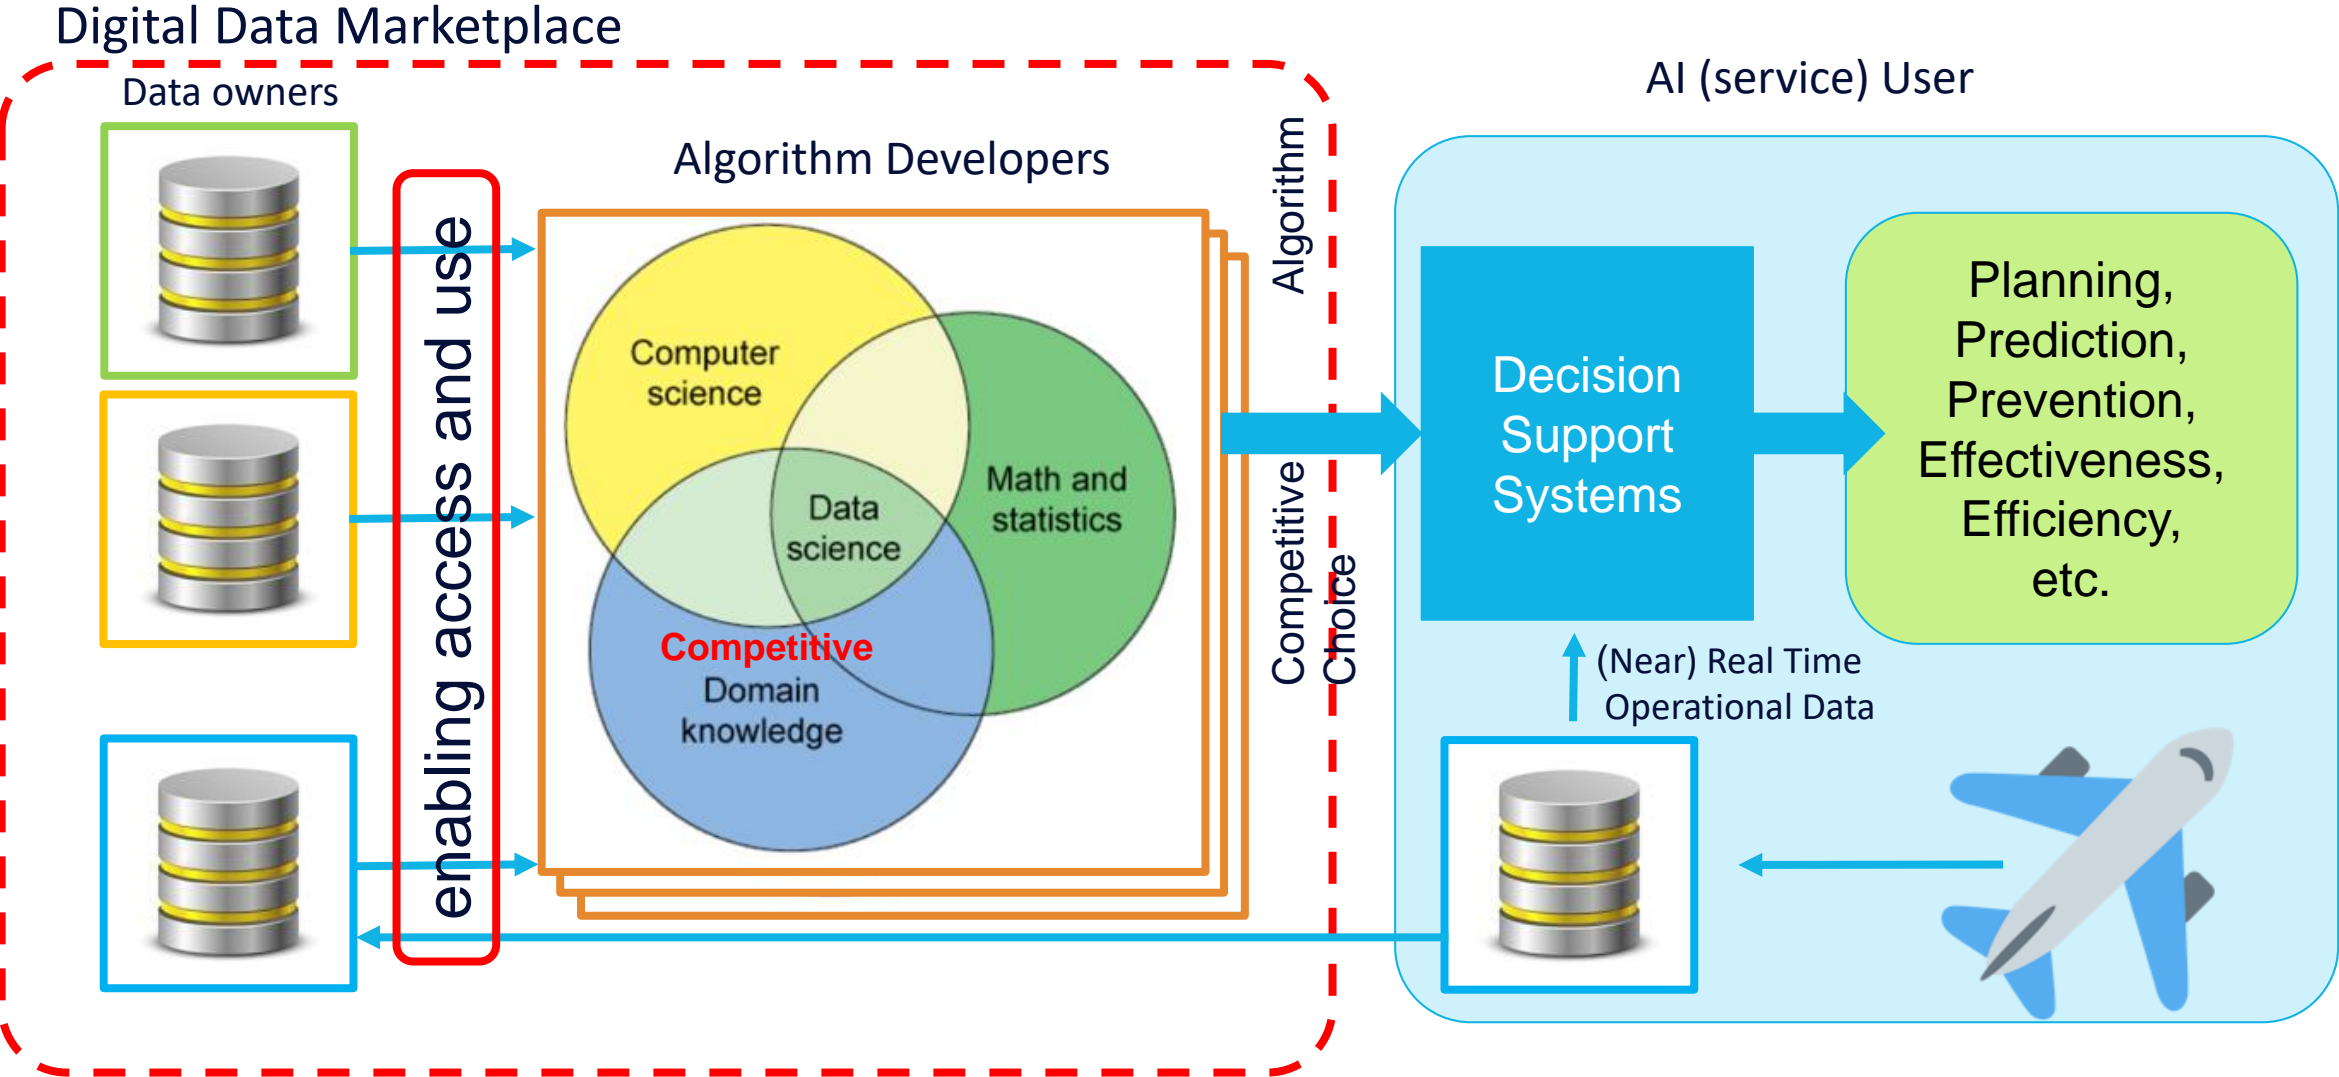 Digital Data Marketplace
Data owners
enabling access and use
Algorithm Developers
Computer
science
Math and
statistics
Data
science
Competitive
Domain
knowledge
Algorithm
Competitive
Choice
AI (service) User
Decision
Support
Systems
Planning,
Prediction,
Prevention,
Effectiveness,
Efficiency,
etc.
(Near) Real Time
Operational Data